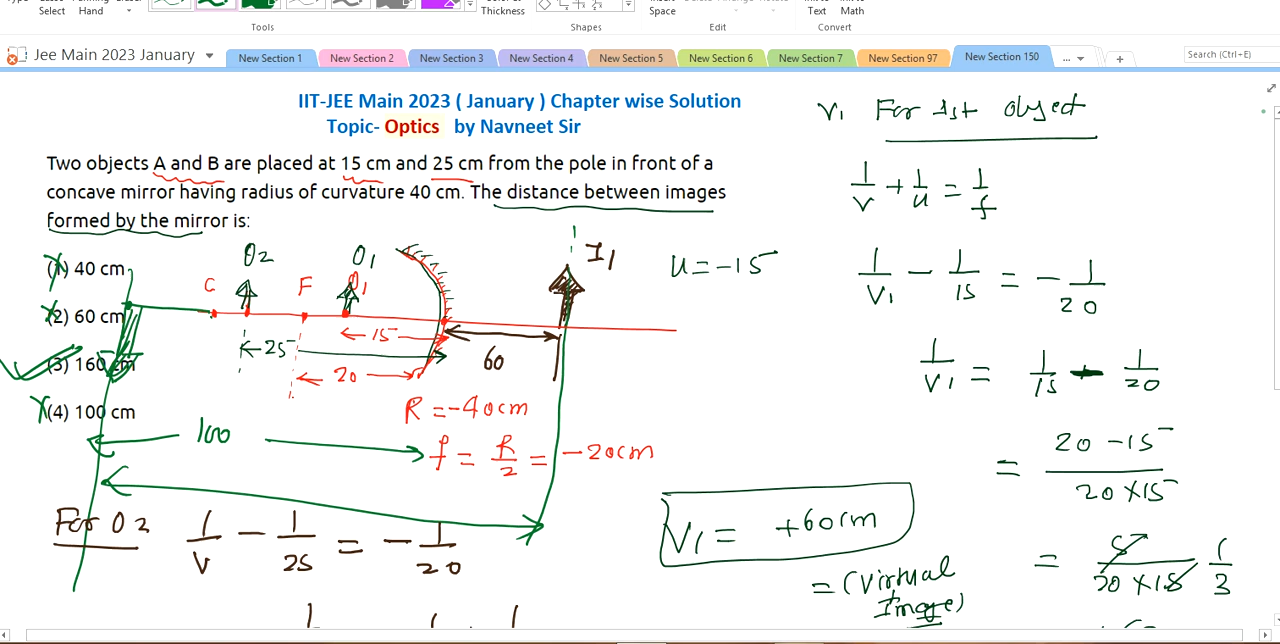 Select
Hand
Thickness
Space
Text
Math
Tools
Shapes
Edit
Convert
Jee Main 2023 January
New Section 1
New Section 2
New Section 3
New Section 4
New Section 5
New Section 6
New Section 7
New Section 97
New Section 150
...
Search (Ctrl+E)
IIT-JEE Main 2023 ( January ) Chapter wise Solution
Topic- Optics by Navneet Sir
Two objects A and B are placed at 15 cm and 25 cm from the pole in front of a
concave mirror having radius of curvature 40 cm. The distance between images
formed by the mirror is:
(1) 40 cm
(2) 60 cm
(3) 160 cm
(4) 100 cm
O2
O1
I1
C
F
O1
15
25
20
60
100
R = -40cm
f = R/2 = -20cm
For O2
1/v - 1/25 = -1/20
V1 For 1st object
1/v + 1/u = 1/f
u = -15
1/V1 - 1/15 = -1/20
1/V1 = 1/15 - 1/20
= 20 - 15 / 20 × 15
= 5 / 20 × 15 1/3
V1 = +60cm
= (Virtual
Image)